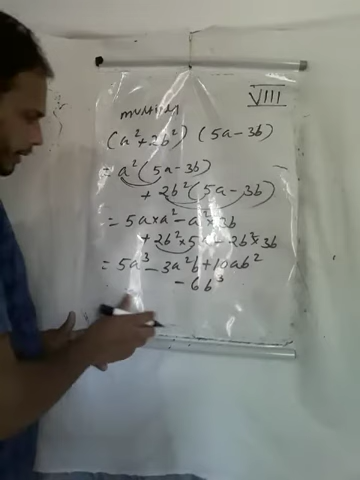 VIII
(a² + 2b²) (5a - 3b)
= a² (5a - 3b)
+ 2b² (5a - 3b)
= 5a × a² - a² × 3b
+ 2b² × 5a - 2b² × 3b
= 5a³ - 3a²b + 10ab²
- 6b³